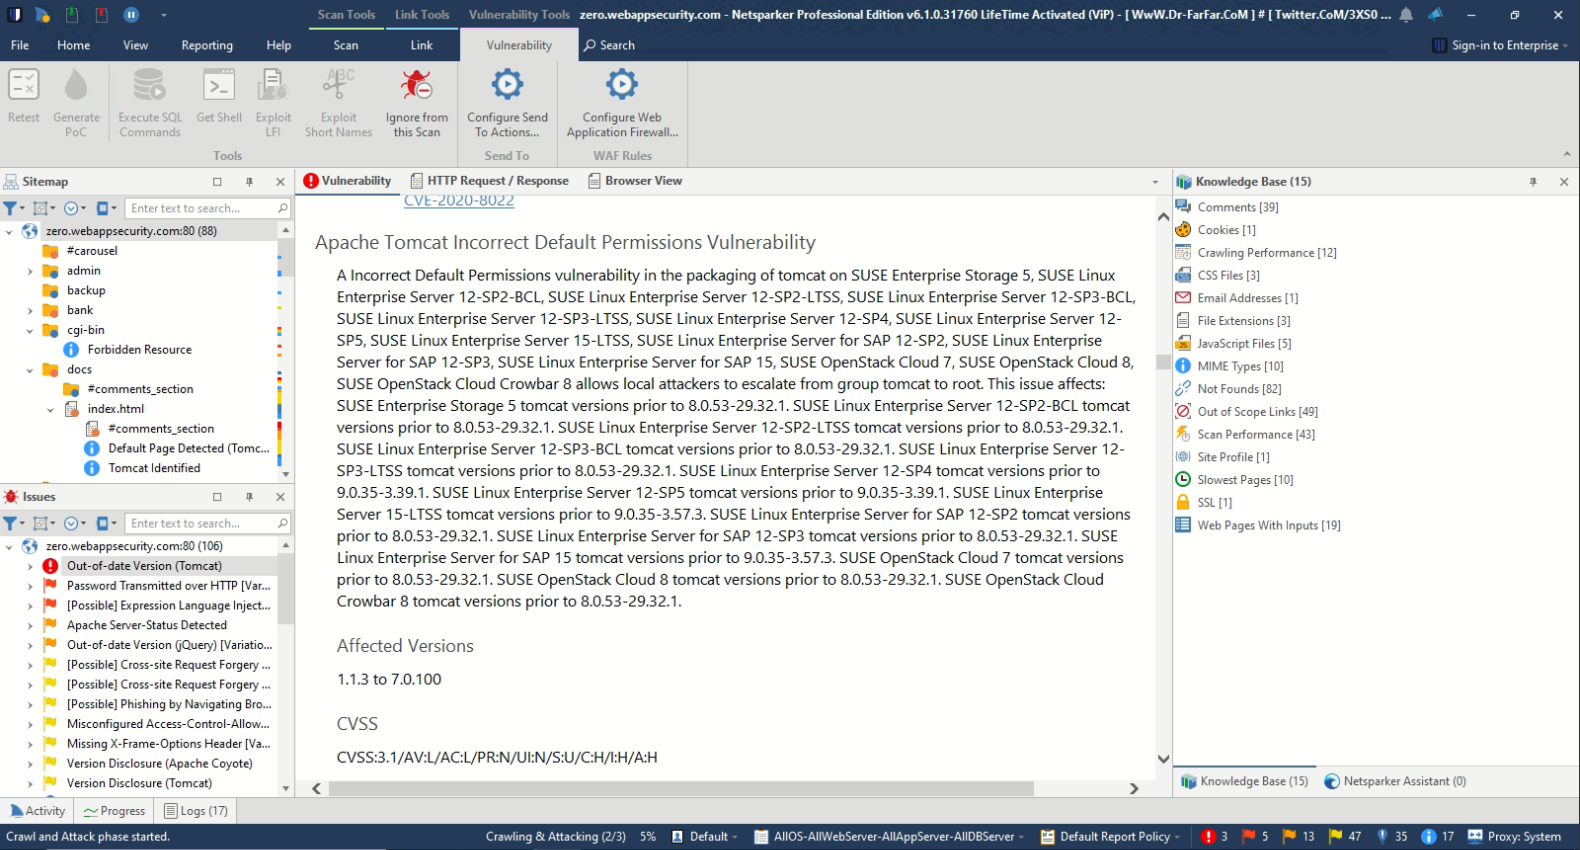 Scan Tools Link Tools Vulnerability Tools zero.webappsecurity.com - Netsparker Professional Edition v6.1.0.31760 LifeTime Activated (ViP) - [ WwW.Dr-FarFar.CoM ] # [ Twitter.CoM/3XS0 ...
File Home View Reporting Help Scan Link Vulnerability Search Sign-in to Enterprise
Retest
Generate PoC
Execute SQL Commands
Get Shell
Exploit LFI
ABC
Exploit Short Names
Ignore from this Scan
Configure Send To Actions...
Configure Web Application Firewall...
Tools Send To WAF Rules
Sitemap
Enter text to search...
zero.webappsecurity.com:80 (88)
#carousel
admin
backup
bank
cgi-bin
Forbidden Resource
docs
#comments_section
index.html
#comments_section
Default Page Detected (Tomc...
Tomcat Identified
Issues
Enter text to search...
zero.webappsecurity.com:80 (106)
Out-of-date Version (Tomcat)
Password Transmitted over HTTP [Var...
[Possible] Expression Language Inject...
Apache Server-Status Detected
Out-of-date Version (jQuery) [Variatio...
[Possible] Cross-site Request Forgery ...
[Possible] Cross-site Request Forgery ...
[Possible] Phishing by Navigating Bro...
Misconfigured Access-Control-Allow...
Missing X-Frame-Options Header [Va...
Version Disclosure (Apache Coyote)
Version Disclosure (Tomcat)
Activity Progress Logs (17)
Vulnerability HTTP Request / Response Browser View
CVE-2020-8022
Apache Tomcat Incorrect Default Permissions Vulnerability
A Incorrect Default Permissions vulnerability in the packaging of tomcat on SUSE Enterprise Storage 5, SUSE Linux
Enterprise Server 12-SP2-BCL, SUSE Linux Enterprise Server 12-SP2-LTSS, SUSE Linux Enterprise Server 12-SP3-BCL,
SUSE Linux Enterprise Server 12-SP3-LTSS, SUSE Linux Enterprise Server 12-SP4, SUSE Linux Enterprise Server 12-
SP5, SUSE Linux Enterprise Server 15-LTSS, SUSE Linux Enterprise Server for SAP 12-SP2, SUSE Linux Enterprise
Server for SAP 12-SP3, SUSE Linux Enterprise Server for SAP 15, SUSE OpenStack Cloud 7, SUSE OpenStack Cloud 8,
SUSE OpenStack Cloud Crowbar 8 allows local attackers to escalate from group tomcat to root. This issue affects:
SUSE Enterprise Storage 5 tomcat versions prior to 8.0.53-29.32.1. SUSE Linux Enterprise Server 12-SP2-BCL tomcat
versions prior to 8.0.53-29.32.1. SUSE Linux Enterprise Server 12-SP2-LTSS tomcat versions prior to 8.0.53-29.32.1.
SUSE Linux Enterprise Server 12-SP3-BCL tomcat versions prior to 8.0.53-29.32.1. SUSE Linux Enterprise Server 12-
SP3-LTSS tomcat versions prior to 8.0.53-29.32.1. SUSE Linux Enterprise Server 12-SP4 tomcat versions prior to
9.0.35-3.39.1. SUSE Linux Enterprise Server 12-SP5 tomcat versions prior to 9.0.35-3.39.1. SUSE Linux Enterprise
Server 15-LTSS tomcat versions prior to 9.0.35-3.57.3. SUSE Linux Enterprise Server for SAP 12-SP2 tomcat versions
prior to 8.0.53-29.32.1. SUSE Linux Enterprise Server for SAP 12-SP3 tomcat versions prior to 8.0.53-29.32.1. SUSE
Linux Enterprise Server for SAP 15 tomcat versions prior to 9.0.35-3.57.3. SUSE OpenStack Cloud 7 tomcat versions
prior to 8.0.53-29.32.1. SUSE OpenStack Cloud 8 tomcat versions prior to 8.0.53-29.32.1. SUSE OpenStack Cloud
Crowbar 8 tomcat versions prior to 8.0.53-29.32.1.
Affected Versions
1.1.3 to 7.0.100
CVSS
CVSS:3.1/AV:L/AC:L/PR:N/UI:N/S:U/C:H/I:H/A:H
Knowledge Base (15)
Comments [39]
Cookies [1]
Crawling Performance [12]
CSS Files [3]
Email Addresses [1]
File Extensions [3]
JavaScript Files [5]
MIME Types [10]
Not Founds [82]
Out of Scope Links [49]
Scan Performance [43]
Site Profile [1]
Slowest Pages [10]
SSL [1]
Web Pages With Inputs [19]
Knowledge Base (15) Netsparker Assistant (0)
Crawl and Attack phase started. Crawling & Attacking (2/3) 5% Default AllOS-AllWebServer-AllAppServer-AllDBServer Default Report Policy 3 5 13 47 35 17 Proxy: System